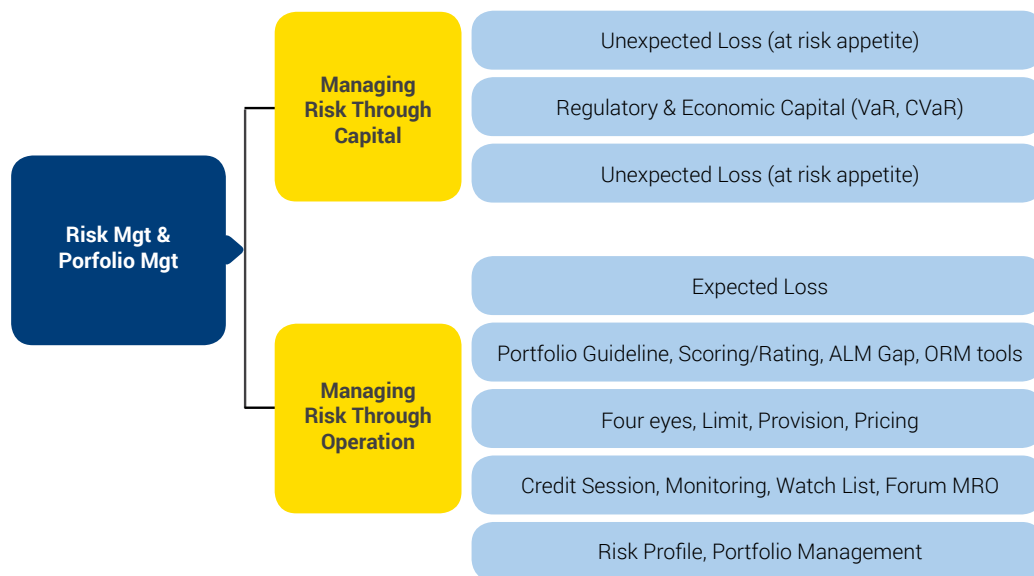 Risk Mgt &
Porfolio Mgt
Managing
Risk Through
Capital
Unexpected Loss (at risk appetite)
Regulatory & Economic Capital (VaR, CVaR)
Unexpected Loss (at risk appetite)
Managing
Risk Through
Operation
Expected Loss
Portfolio Guideline, Scoring/Rating, ALM Gap, ORM tools
Four eyes, Limit, Provision, Pricing
Credit Session, Monitoring, Watch List, Forum MRO
Risk Profile, Portfolio Management